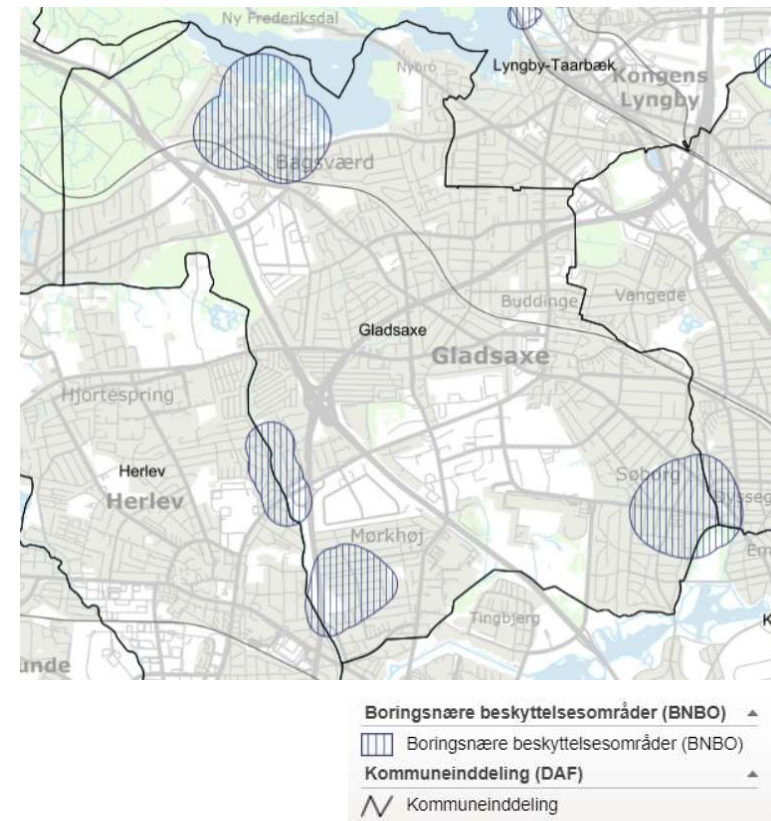 Ny Frederiksdal
Nybro
Lyngby-Taarbæk
Kongens
Lyngby
Bagsværd
Buddinge
Vangede
Gladsaxe
Gladsaxe
Hjortespring
Herlev
Herlev
Søborg
Mørkhøj
Tingbjerg
Boringsnære beskyttelsesområder (BNBO)
Boringsnære beskyttelsesområder (BNBO)
Kommuneinddeling (DAF)
Kommuneinddeling